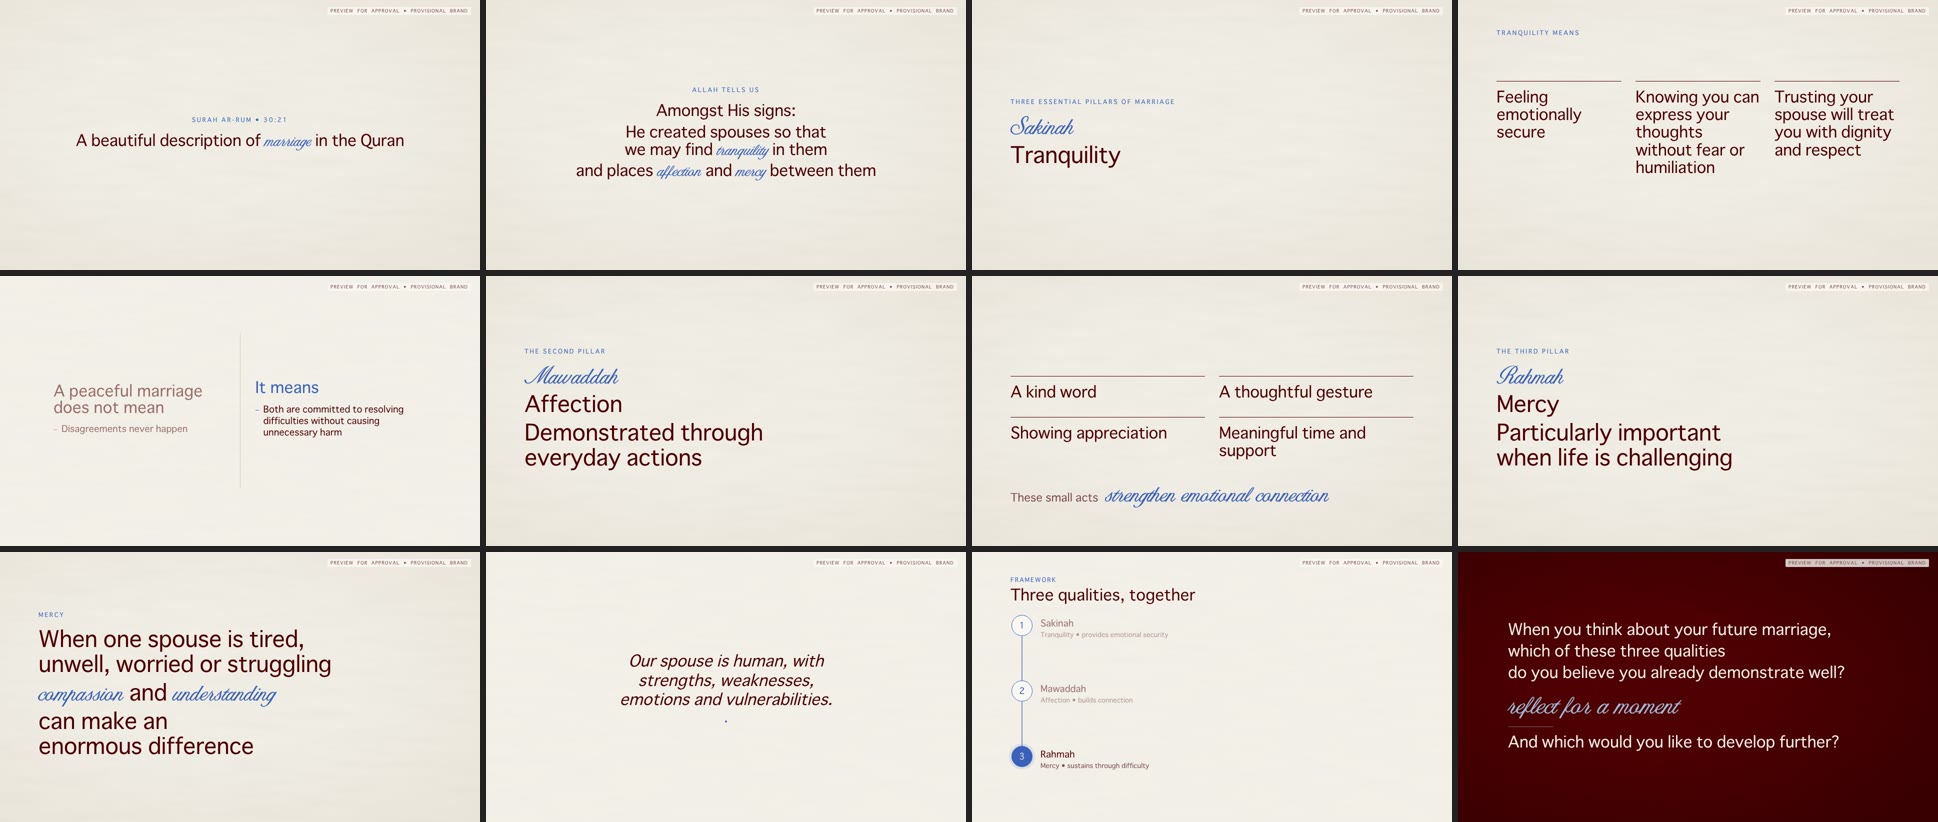 PREVIEW FOR APPROVAL • PROVISIONAL BRAND
SURAH AR-RUM • 30:21
A beautiful description of marriage in the Quran
PREVIEW FOR APPROVAL • PROVISIONAL BRAND
ALLAH TELLS US
Amongst His signs:
He created spouses so that
we may find tranquility in them
and places affection and mercy between them
PREVIEW FOR APPROVAL • PROVISIONAL BRAND
THREE ESSENTIAL PILLARS OF MARRIAGE
Sakinah
Tranquility
PREVIEW FOR APPROVAL • PROVISIONAL BRAND
TRANQUILITY MEANS
Feeling
emotionally
secure
Knowing you can
express your
thoughts
without fear or
humiliation
Trusting your
spouse will treat
you with dignity
and respect
PREVIEW FOR APPROVAL • PROVISIONAL BRAND
A peaceful marriage
does not mean
– Disagreements never happen
It means
– Both are committed to resolving
difficulties without causing
unnecessary harm
PREVIEW FOR APPROVAL • PROVISIONAL BRAND
THE SECOND PILLAR
Mawaddah
Affection
Demonstrated through
everyday actions
PREVIEW FOR APPROVAL • PROVISIONAL BRAND
A kind word
A thoughtful gesture
Showing appreciation
Meaningful time and
support
These small acts strengthen emotional connection
PREVIEW FOR APPROVAL • PROVISIONAL BRAND
THE THIRD PILLAR
Rahmah
Mercy
Particularly important
when life is challenging
PREVIEW FOR APPROVAL • PROVISIONAL BRAND
MERCY
When one spouse is tired,
unwell, worried or struggling
compassion and understanding
can make an
enormous difference
PREVIEW FOR APPROVAL • PROVISIONAL BRAND
Our spouse is human, with
strengths, weaknesses,
emotions and vulnerabilities.
PREVIEW FOR APPROVAL • PROVISIONAL BRAND
FRAMEWORK
Three qualities, together
1
Sakinah
Tranquility • provides emotional security
2
Mawaddah
Affection • builds connection
3
Rahmah
Mercy • sustains through difficulty
PREVIEW FOR APPROVAL • PROVISIONAL BRAND
When you think about your future marriage,
which of these three qualities
do you believe you already demonstrate well?
reflect for a moment
And which would you like to develop further?